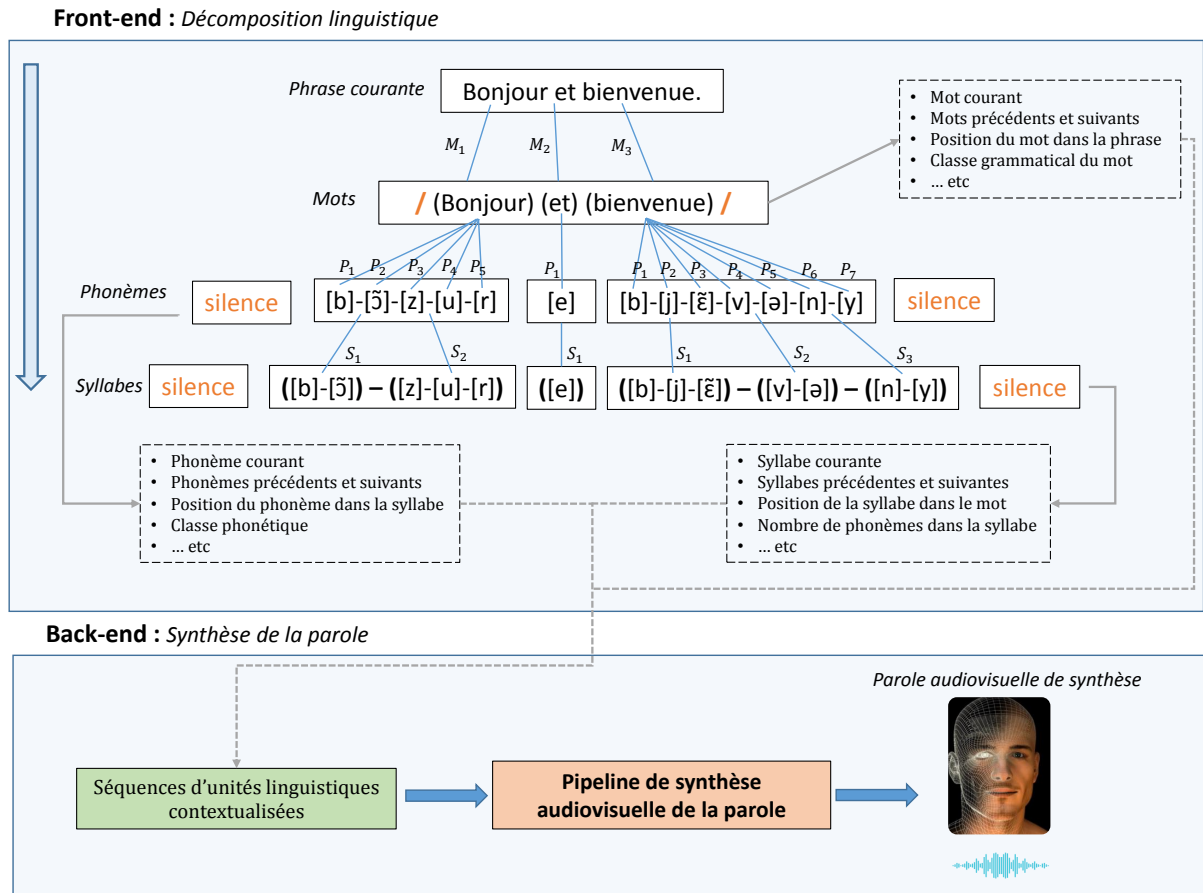 Front-end : Décomposition linguistique
Phrase courante
Bonjour et bienvenue.
• Mot courant
• Mots précédents et suivants
• Position du mot dans la phrase
• Classe grammatical du mot
• ... etc
M1 M2 M3
Mots
/ (Bonjour) (et) (bienvenue) /
P1 P2 P3 P4 P5 P1 P1 P2 P3 P4 P5 P6 P7
Phonèmes
silence [b]-[ɔ̃]-[z]-[u]-[r] [e] [b]-[j]-[ɛ̃]-[v]-[ə]-[n]-[y] silence
S1 S2 S1 S1 S2 S3
Syllabes
silence ([b]-[ɔ̃]) – ([z]-[u]-[r]) ([e]) ([b]-[j]-[ɛ̃]) – ([v]-[ə]) – ([n]-[y]) silence
• Phonème courant
• Phonèmes précédents et suivants
• Position du phonème dans la syllabe
• Classe phonétique
• ... etc
• Syllabe courante
• Syllabes précédentes et suivantes
• Position de la syllabe dans le mot
• Nombre de phonèmes dans la syllabe
• ... etc
Back-end : Synthèse de la parole
Parole audiovisuelle de synthèse
Séquences d'unités linguistiques
contextualisées
Pipeline de synthèse
audiovisuelle de la parole